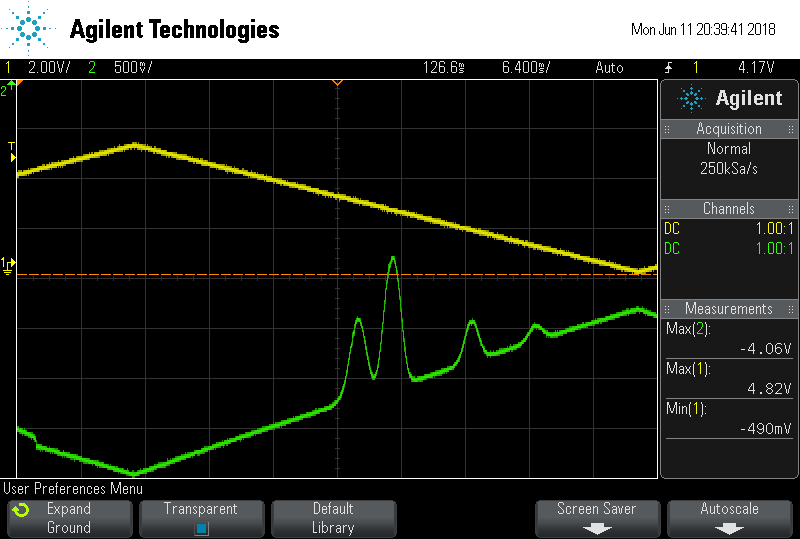 Agilent Technologies
Mon Jun 11 20:39:41 2018
1 2.00V/ 2 500mV/ 126.6ms 6.400ms/ Auto 1 4.17V
2
T
1
Agilent
Acquisition
Normal
250kSa/s
Channels
DC 1.00:1
DC 1.00:1
Measurements
Max(2):
-4.06V
Max(1):
4.82V
Min(1):
-490mV
User Preferences Menu
Expand
Ground
Transparent
Default
Library
Screen Saver
Autoscale